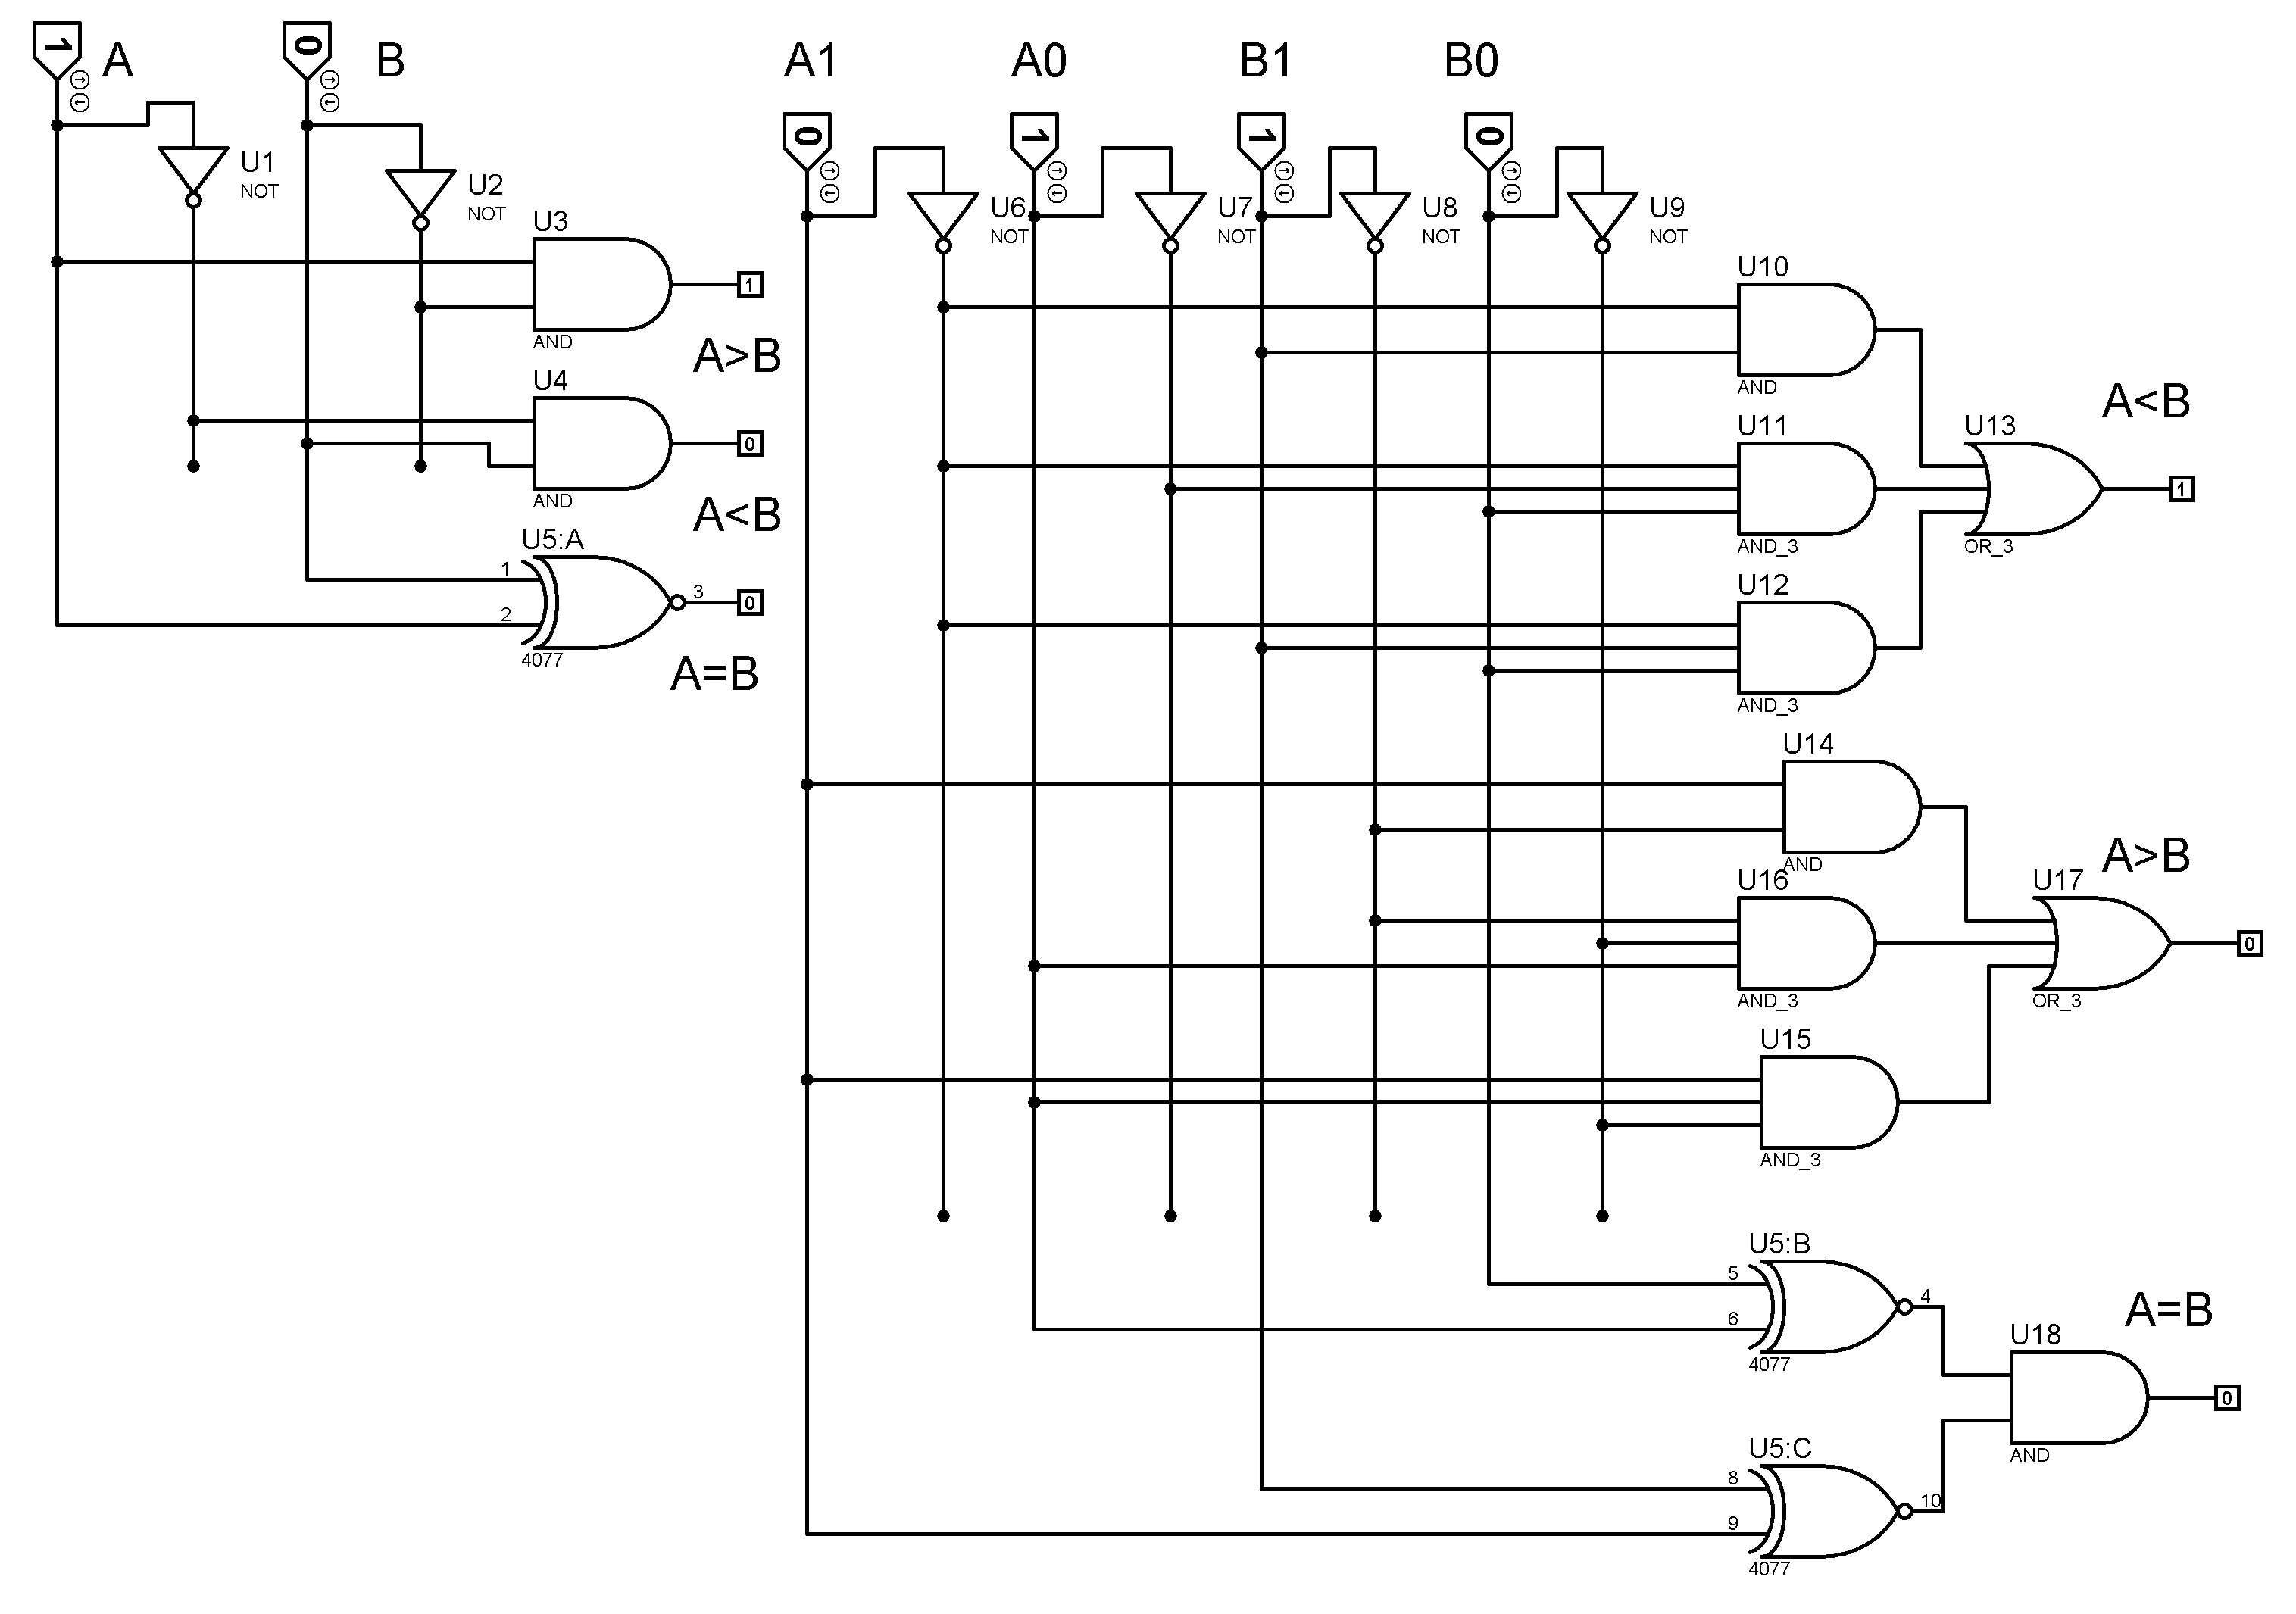 1
A
0
B
A1
A0
B1
B0
0
1
1
0
U1
NOT
U2
NOT
U3
AND
1
A>B
U4
AND
0
A<B
U5:A
1
2
3
4077
0
A=B
U6
NOT
U7
NOT
U8
NOT
U9
NOT
U10
AND
U11
AND_3
U12
AND_3
A<B
U13
OR_3
1
U14
AND
U16
AND_3
U15
AND_3
A>B
U17
OR_3
0
U5:B
5
6
4
4077
U5:C
8
9
10
4077
A=B
U18
AND
0